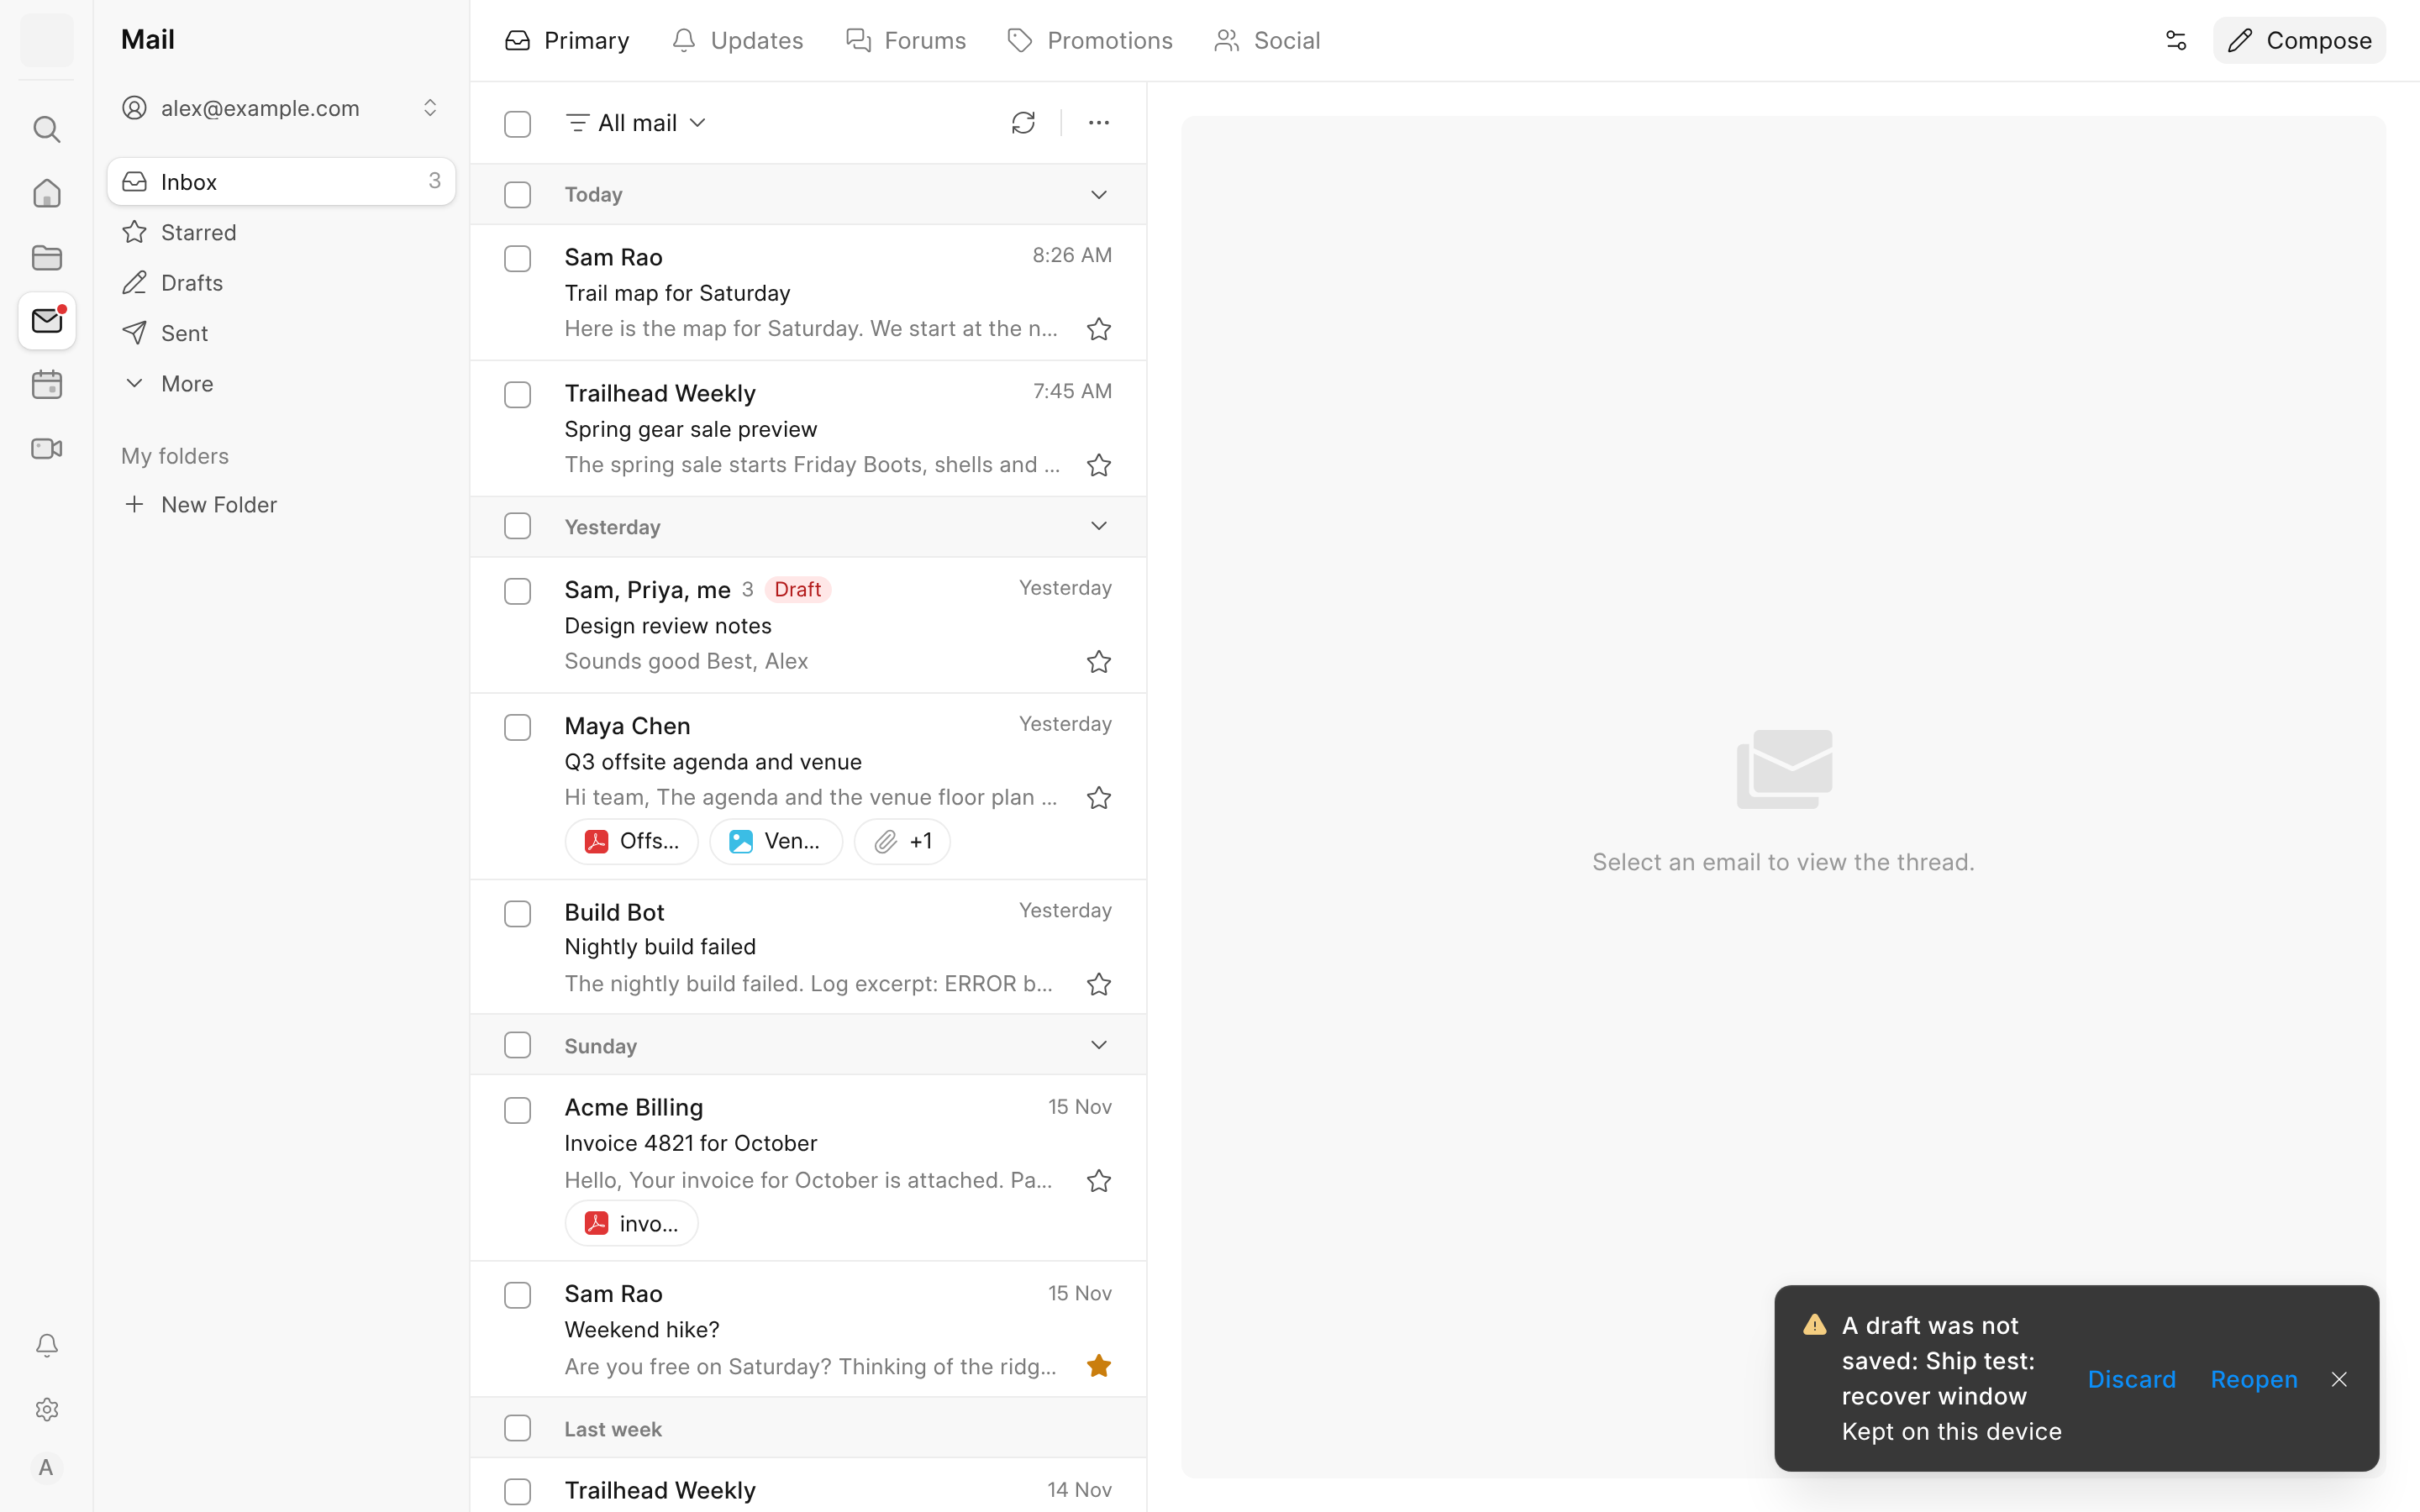 Mail
alex@example.com
Inbox 3
Starred
Drafts
Sent
More
My folders
New Folder
A
Primary Updates Forums Promotions Social
Compose
All mail
Today
Sam Rao 8:26 AM
Trail map for Saturday
Here is the map for Saturday. We start at the n...
Trailhead Weekly 7:45 AM
Spring gear sale preview
The spring sale starts Friday Boots, shells and ...
Yesterday
Sam, Priya, me 3 Draft Yesterday
Design review notes
Sounds good Best, Alex
Maya Chen Yesterday
Q3 offsite agenda and venue
Hi team, The agenda and the venue floor plan ...
Offs... Ven... +1
Build Bot Yesterday
Nightly build failed
The nightly build failed. Log excerpt: ERROR b...
Sunday
Acme Billing 15 Nov
Invoice 4821 for October
Hello, Your invoice for October is attached. Pa...
invo...
Sam Rao 15 Nov
Weekend hike?
Are you free on Saturday? Thinking of the ridg...
Last week
Trailhead Weekly 14 Nov
Select an email to view the thread.
A draft was not
saved: Ship test:
recover window
Kept on this device
Discard Reopen